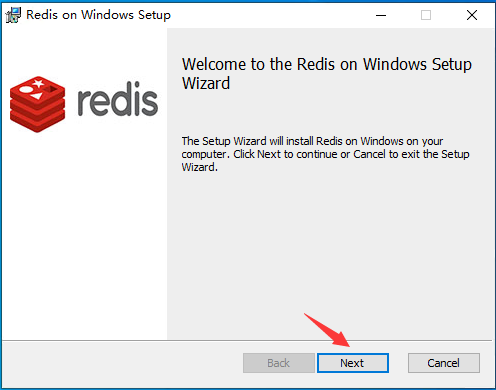 Redis on Windows Setup
redis
Welcome to the Redis on Windows Setup
Wizard
The Setup Wizard will install Redis on Windows on your
computer. Click Next to continue or Cancel to exit the Setup
Wizard.
Back
Next
Cancel